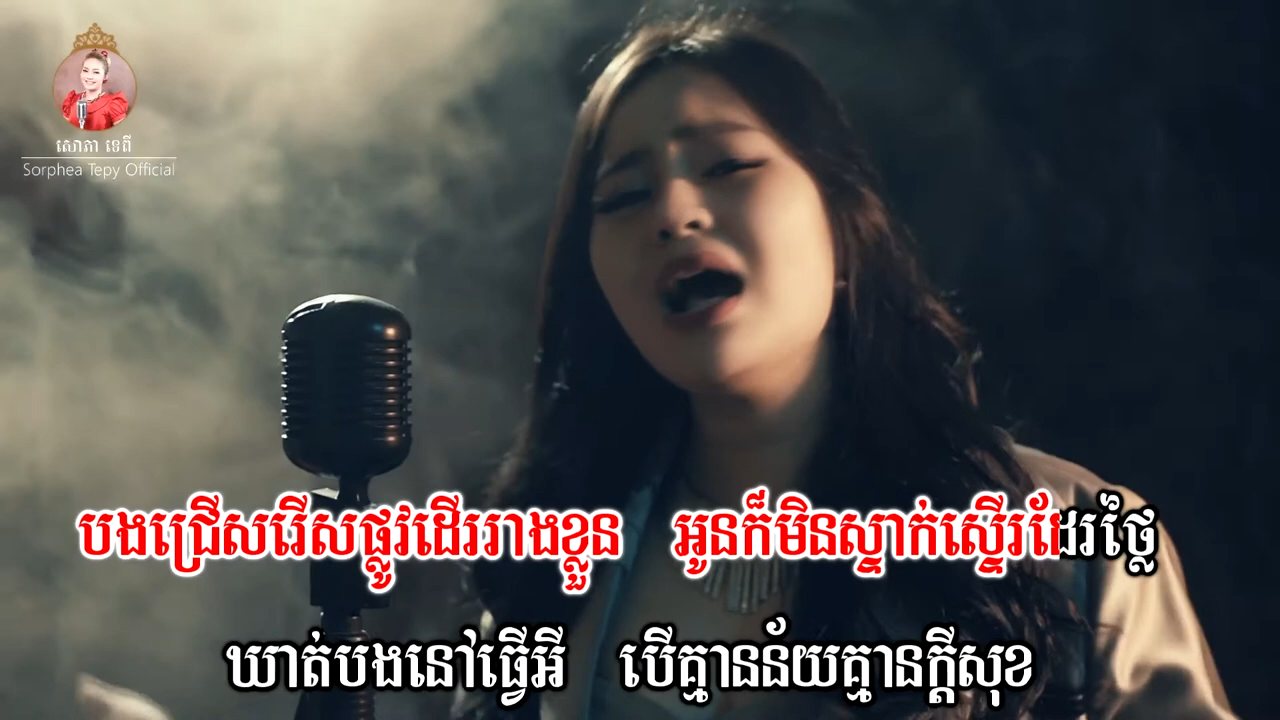 សោភា ទេពី
Sorphea Tepy Official
បងជ្រើសរើសផ្លូវដើររាងខ្លួន អូនក៏មិនស្នាក់ស្នើរដែរថ្លៃ
ឃាត់បងនៅធ្វើអី បើគ្មានន័យគ្មានក្ដីសុខ